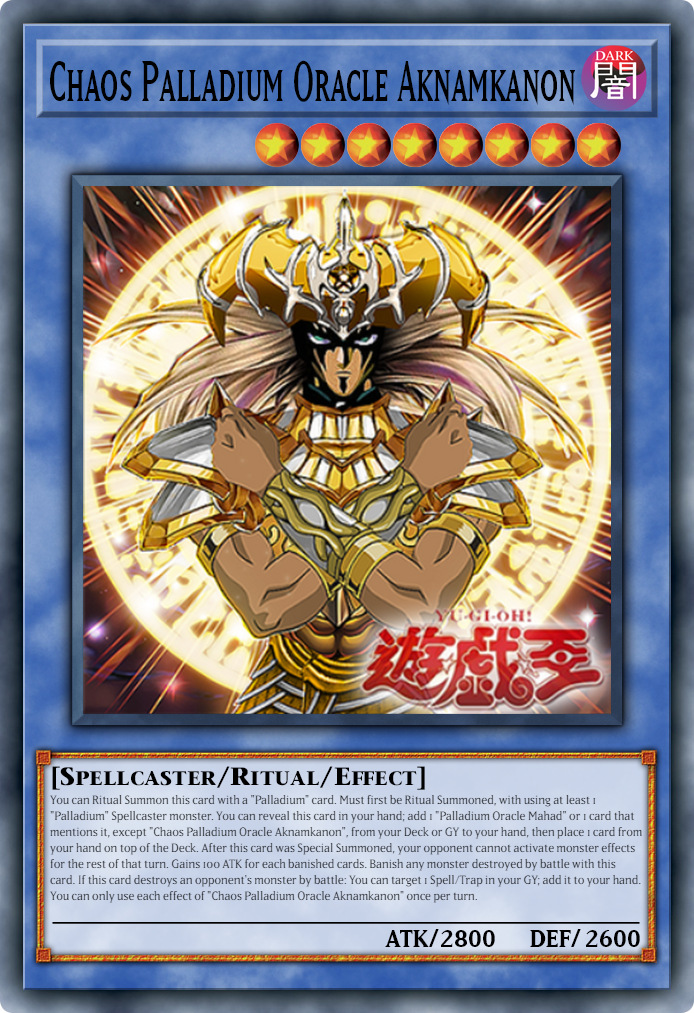 CHAOS PALLADIUM ORACLE AKNAMKANON
DARK
闇
YU-GI-OH!
遊戯王
[SPELLCASTER/RITUAL/EFFECT]
You can Ritual Summon this card with a "Palladium" card. Must first be Ritual Summoned, with using at least 1
"Palladium" Spellcaster monster. You can reveal this card in your hand; add 1 "Palladium Oracle Mahad" or 1 card that
mentions it, except "Chaos Palladium Oracle Aknamkanon", from your Deck or GY to your hand, then place 1 card from
your hand on top of the Deck. After this card was Special Summoned, your opponent cannot activate monster effects
for the rest of that turn. Gains 100 ATK for each banished cards. Banish any monster destroyed by battle with this
card. If this card destroys an opponent's monster by battle: You can target 1 Spell/Trap in your GY; add it to your hand.
You can only use each effect of "Chaos Palladium Oracle Aknamkanon" once per turn.
ATK/2800 DEF/2600